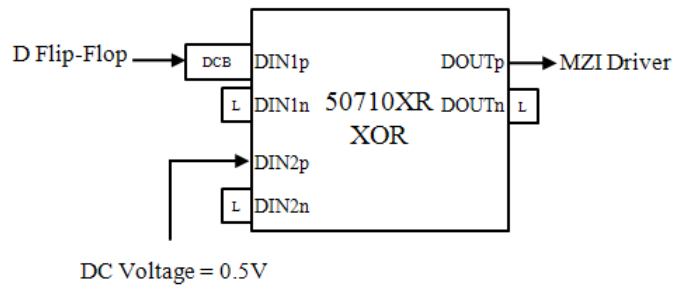 D Flip-Flop
DCB
DIN1p
DOUTp
MZI Driver
L
DIN1n
50710XR
DOUTn
L
XOR
DIN2p
L
DIN2n
DC Voltage = 0.5V